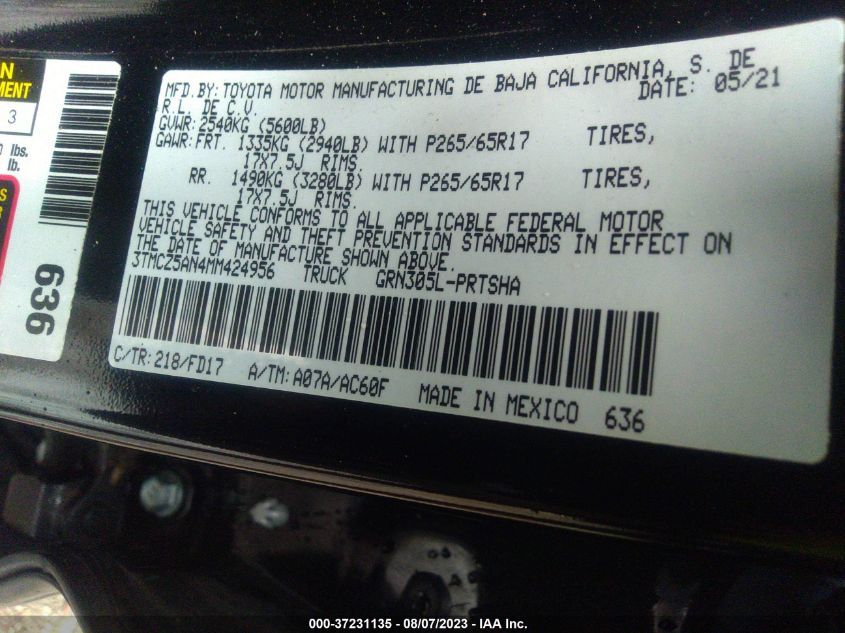 MFD. BY: TOYOTA MOTOR MANUFACTURING DE BAJA CALIFORNIA, S. DE
R.L. DE C.V. DATE: 05/21
GVWR: 2540KG (5600LB)
GAWR: FRT. 1335KG (2940LB) WITH P265/65R17 TIRES,
17X7.5J RIMS.
RR. 1490KG (3280LB) WITH P265/65R17 TIRES,
17X7.5J RIMS.
THIS VEHICLE CONFORMS TO ALL APPLICABLE FEDERAL MOTOR
VEHICLE SAFETY AND THEFT PREVENTION STANDARDS IN EFFECT ON
THE DATE OF MANUFACTURE SHOWN ABOVE.
3TMCZ5AN4MM424956 TRUCK GRN305L-PRTSHA
C/TR: 218/FD17 A/TM: A07A/AC60F MADE IN MEXICO 636
N
MENT
3
lbs.
lb.
S
R
636
000-37231135 - 08/07/2023 - IAA Inc.